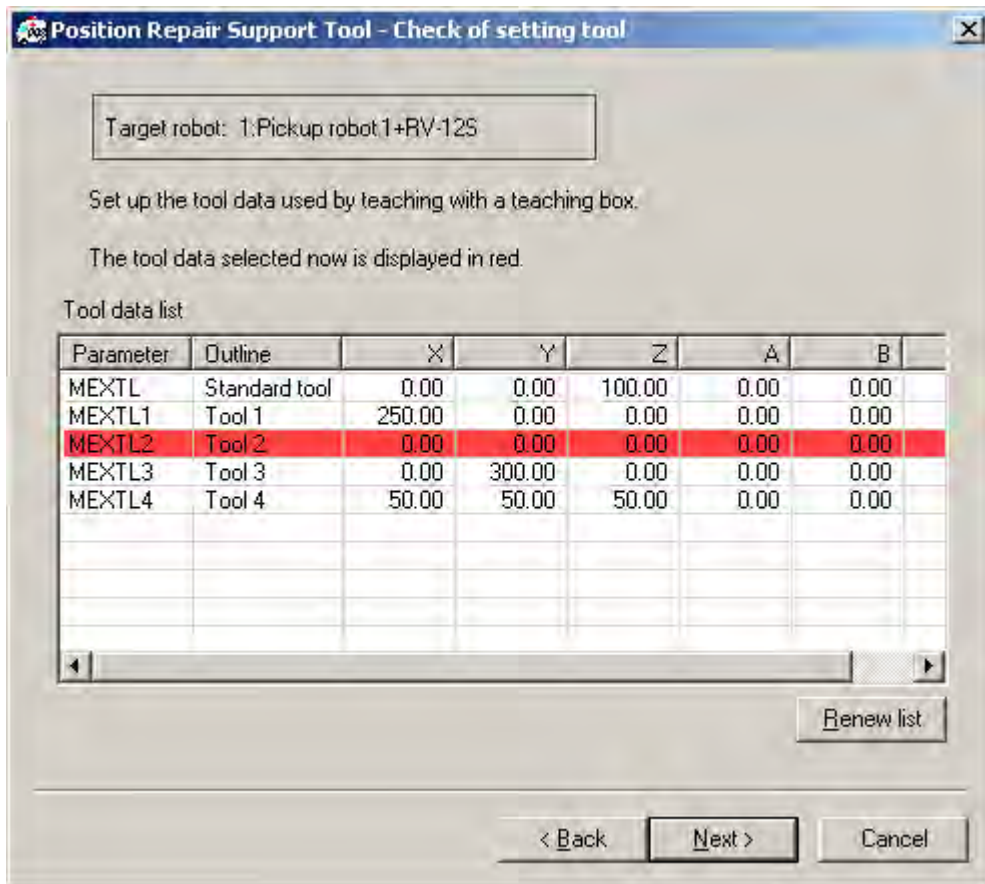 Position Repair Support Tool - Check of setting tool
Target robot: 1:Pickup robot1+RV-12S
Set up the tool data used by teaching with a teaching box.
The tool data selected now is displayed in red.
Tool data list
Parameter Outline X Y Z A B
MEXTL Standard tool 0.00 0.00 100.00 0.00 0.00
MEXTL1 Tool 1 250.00 0.00 0.00 0.00 0.00
MEXTL2 Tool 2 0.00 0.00 0.00 0.00 0.00
MEXTL3 Tool 3 0.00 300.00 0.00 0.00 0.00
MEXTL4 Tool 4 50.00 50.00 50.00 0.00 0.00
Renew list
< Back Next > Cancel